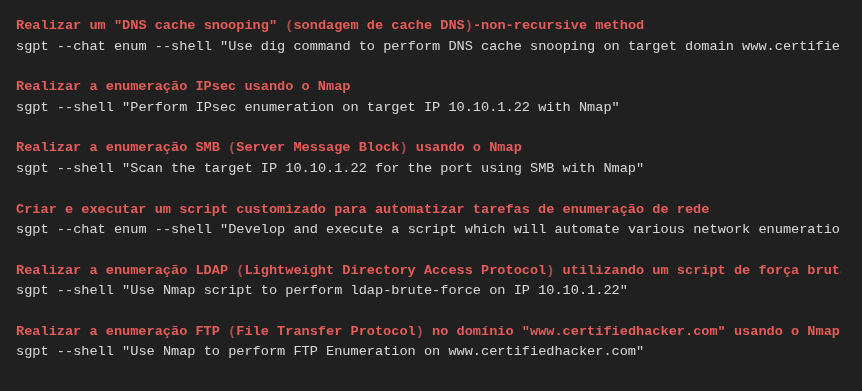 Realizar um "DNS cache snooping" (sondagem de cache DNS)-non-recursive method
sgpt --chat enum --shell "Use dig command to perform DNS cache snooping on target domain www.certifie
Realizar a enumeração IPsec usando o Nmap
sgpt --shell "Perform IPsec enumeration on target IP 10.10.1.22 with Nmap"
Realizar a enumeração SMB (Server Message Block) usando o Nmap
sgpt --shell "Scan the target IP 10.10.1.22 for the port using SMB with Nmap"
Criar e executar um script customizado para automatizar tarefas de enumeração de rede
sgpt --chat enum --shell "Develop and execute a script which will automate various network enumeratio
Realizar a enumeração LDAP (Lightweight Directory Access Protocol) utilizando um script de força brut
sgpt --shell "Use Nmap script to perform ldap-brute-force on IP 10.10.1.22"
Realizar a enumeração FTP (File Transfer Protocol) no domínio "www.certifiedhacker.com" usando o Nmap
sgpt --shell "Use Nmap to perform FTP Enumeration on www.certifiedhacker.com"